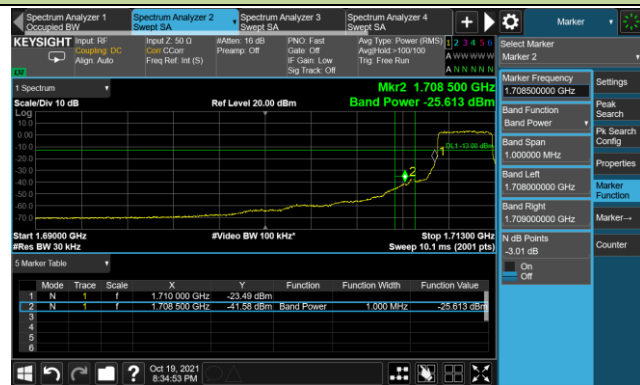 Spectrum Analyzer 1
Occupied BW
Spectrum Analyzer 2
Swept SA
Spectrum Analyzer 3
Swept SA
Spectrum Analyzer 4
Swept SA
+
Marker
KEYSIGHT
Input: RF
Coupling: DC
Align: Auto
Input Z: 50 Ω
Corr CCorr
Freq Ref: Int (S)
#Atten: 16 dB
Preamp: Off
PNO: Fast
Gate: Off
IF Gain: Low
Sig Track: Off
Avg Type: Power (RMS)
Avg|Hold:>100/100
Trig: Free Run
1 2 3 4 5 6
A W W W W W
A N N N N N
Select Marker
Marker 2
1 Spectrum
Scale/Div 10 dB
Log
Ref Level 20.00 dBm
Mkr2 1.708 500 GHz
Band Power -25.613 dBm
10.0
0.00
-10.0
-20.0
-30.0
-40.0
-50.0
-60.0
-70.0
DL1 -13.00 dBm
1
2
Start 1.69000 GHz
#Res BW 30 kHz
#Video BW 100 kHz*
Stop 1.71300 GHz
Sweep 10.1 ms (2001 pts)
5 Marker Table
Mode Trace Scale X Y Function Function Width Function Value
1 N 1 f 1.710 000 GHz -23.49 dBm
2 N 1 f 1.708 500 GHz -41.58 dBm Band Power 1.000 MHz -25.613 dBm
3
4
5
6
Marker Frequency
1.708500000 GHz
Band Function
Band Power
Band Span
1.000000 MHz
Band Left
1.708000000 GHz
Band Right
1.709000000 GHz
N dB Points
-3.01 dB
On
Off
Settings
Peak
Search
Pk Search
Config
Properties
Marker
Function
Marker→
Counter
?
Oct 19, 2021
8:34:53 PM